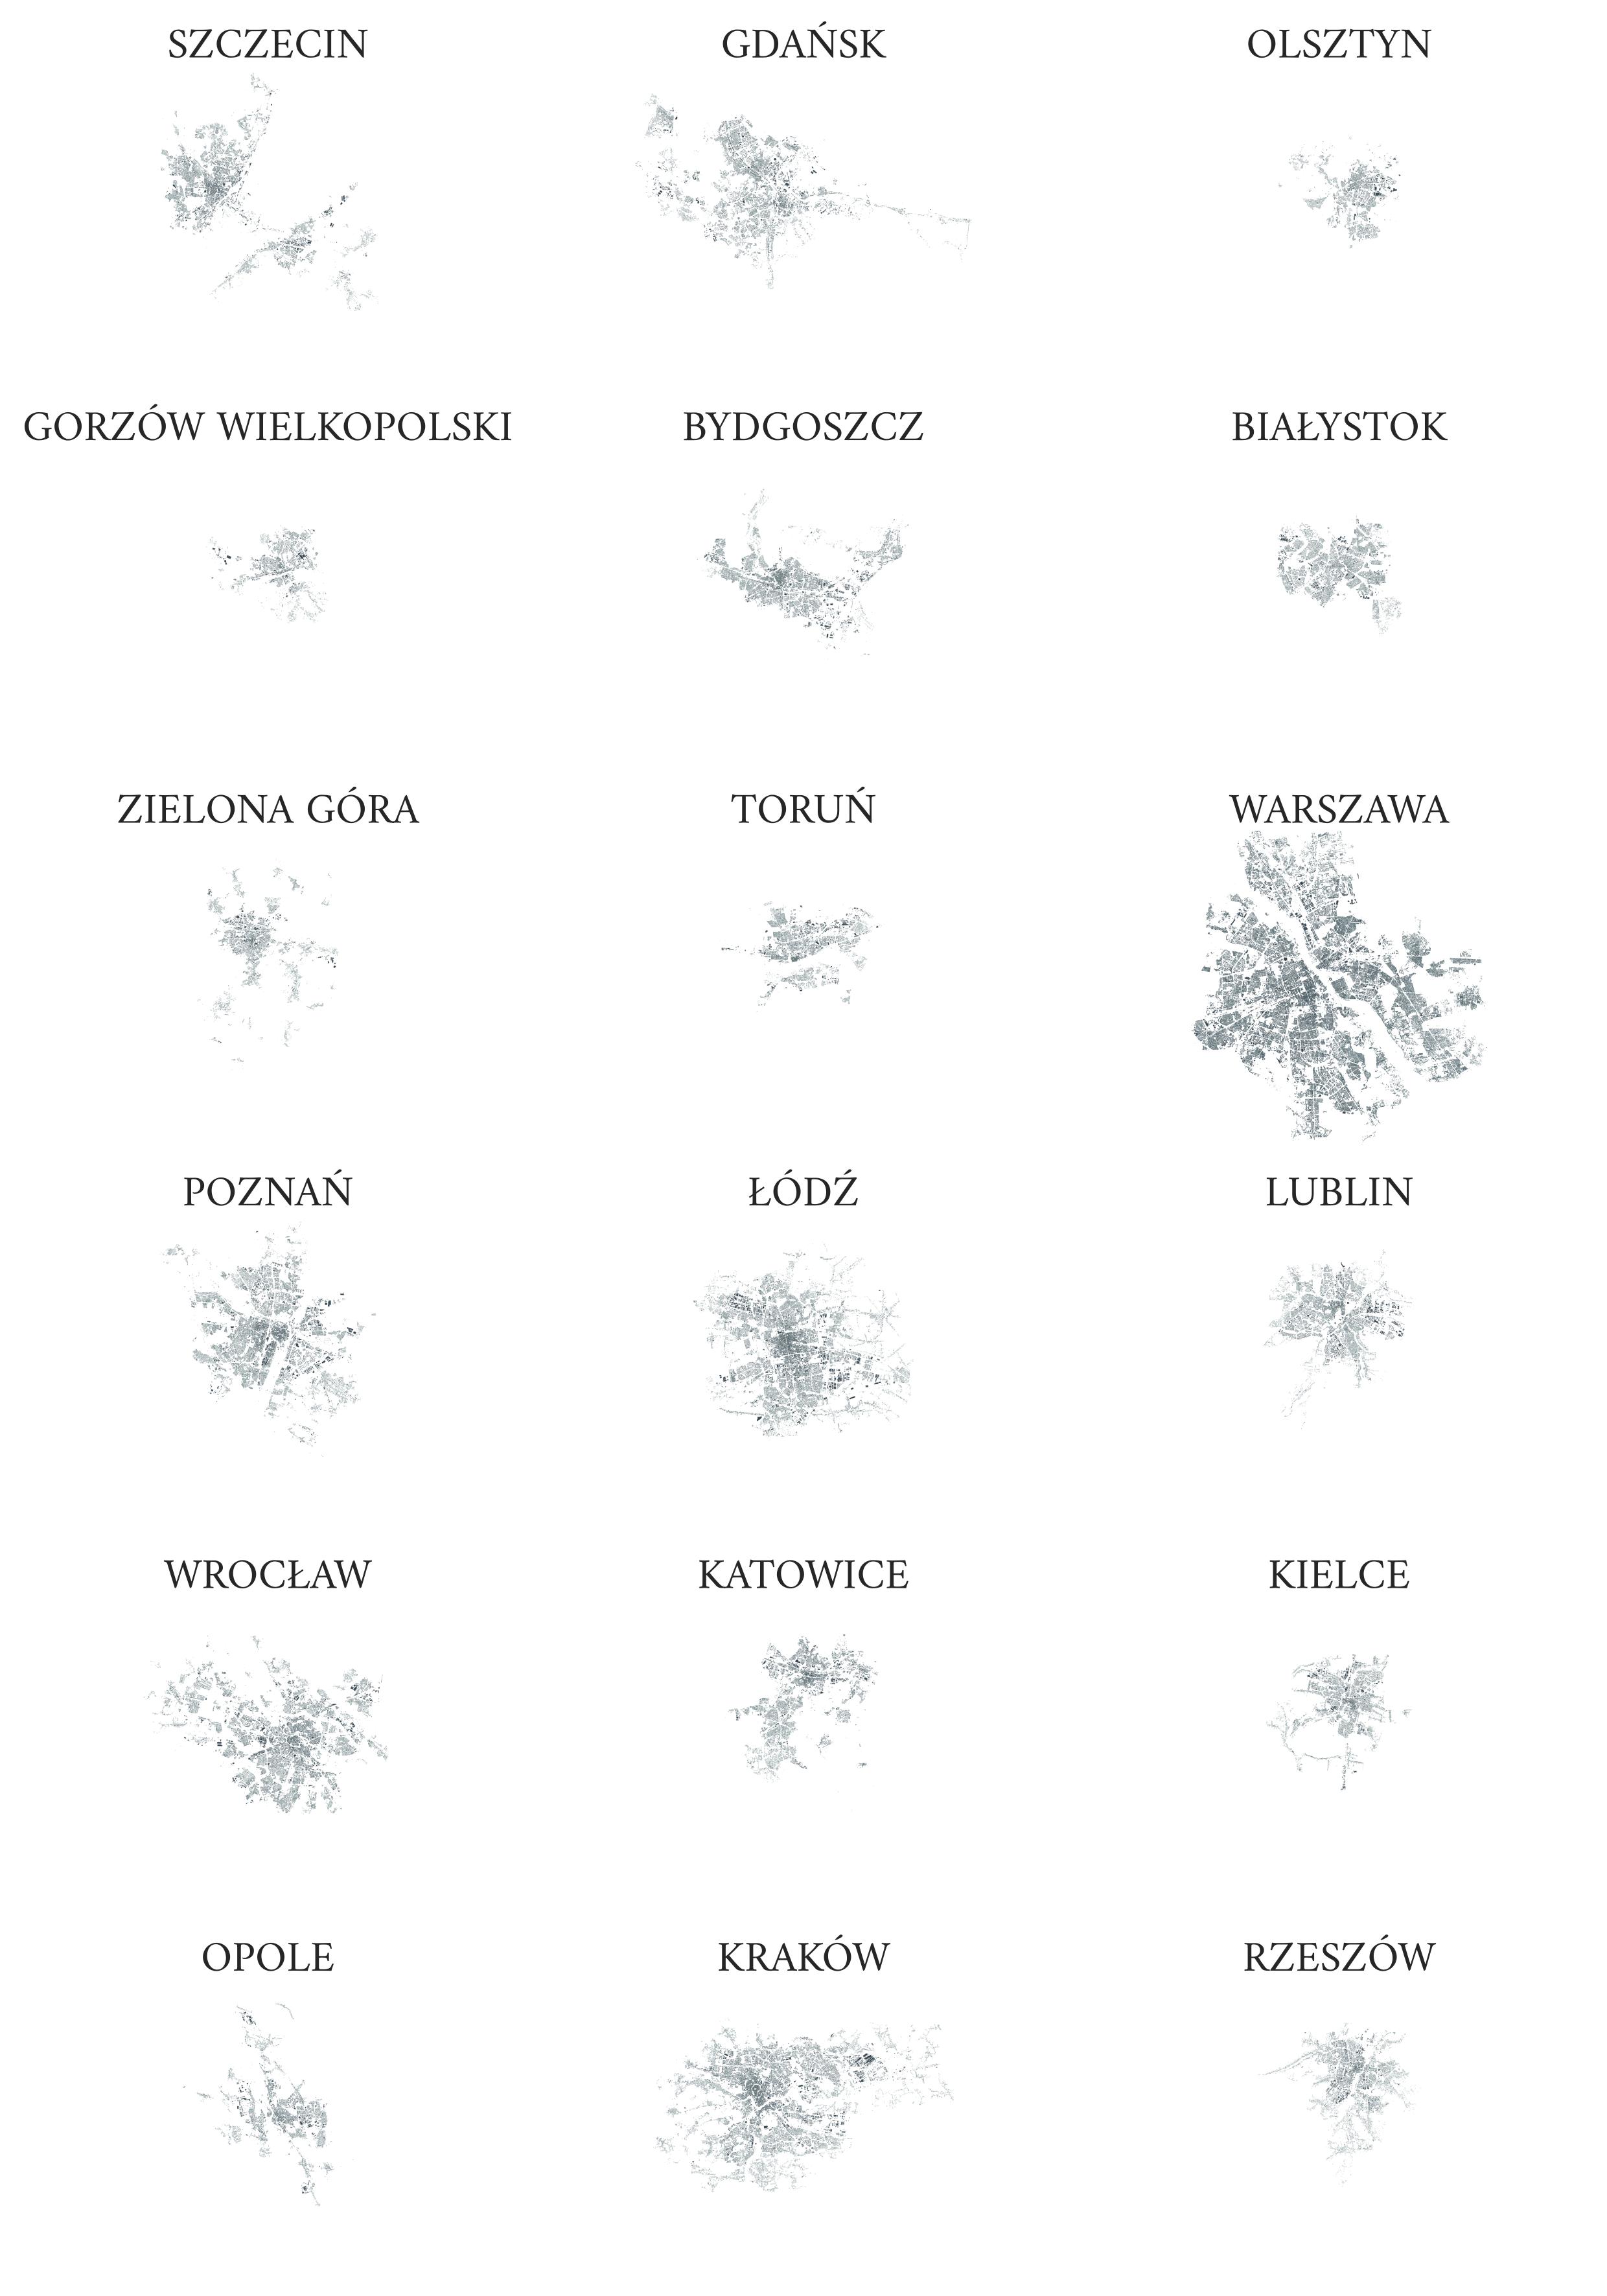 SZCZECIN
GDAŃSK
OLSZTYN
GORZÓW WIELKOPOLSKI
BYDGOSZCZ
BIAŁYSTOK
ZIELONA GÓRA
TORUŃ
WARSZAWA
POZNAŃ
ŁÓDŹ
LUBLIN
WROCŁAW
KATOWICE
KIELCE
OPOLE
KRAKÓW
RZESZÓW